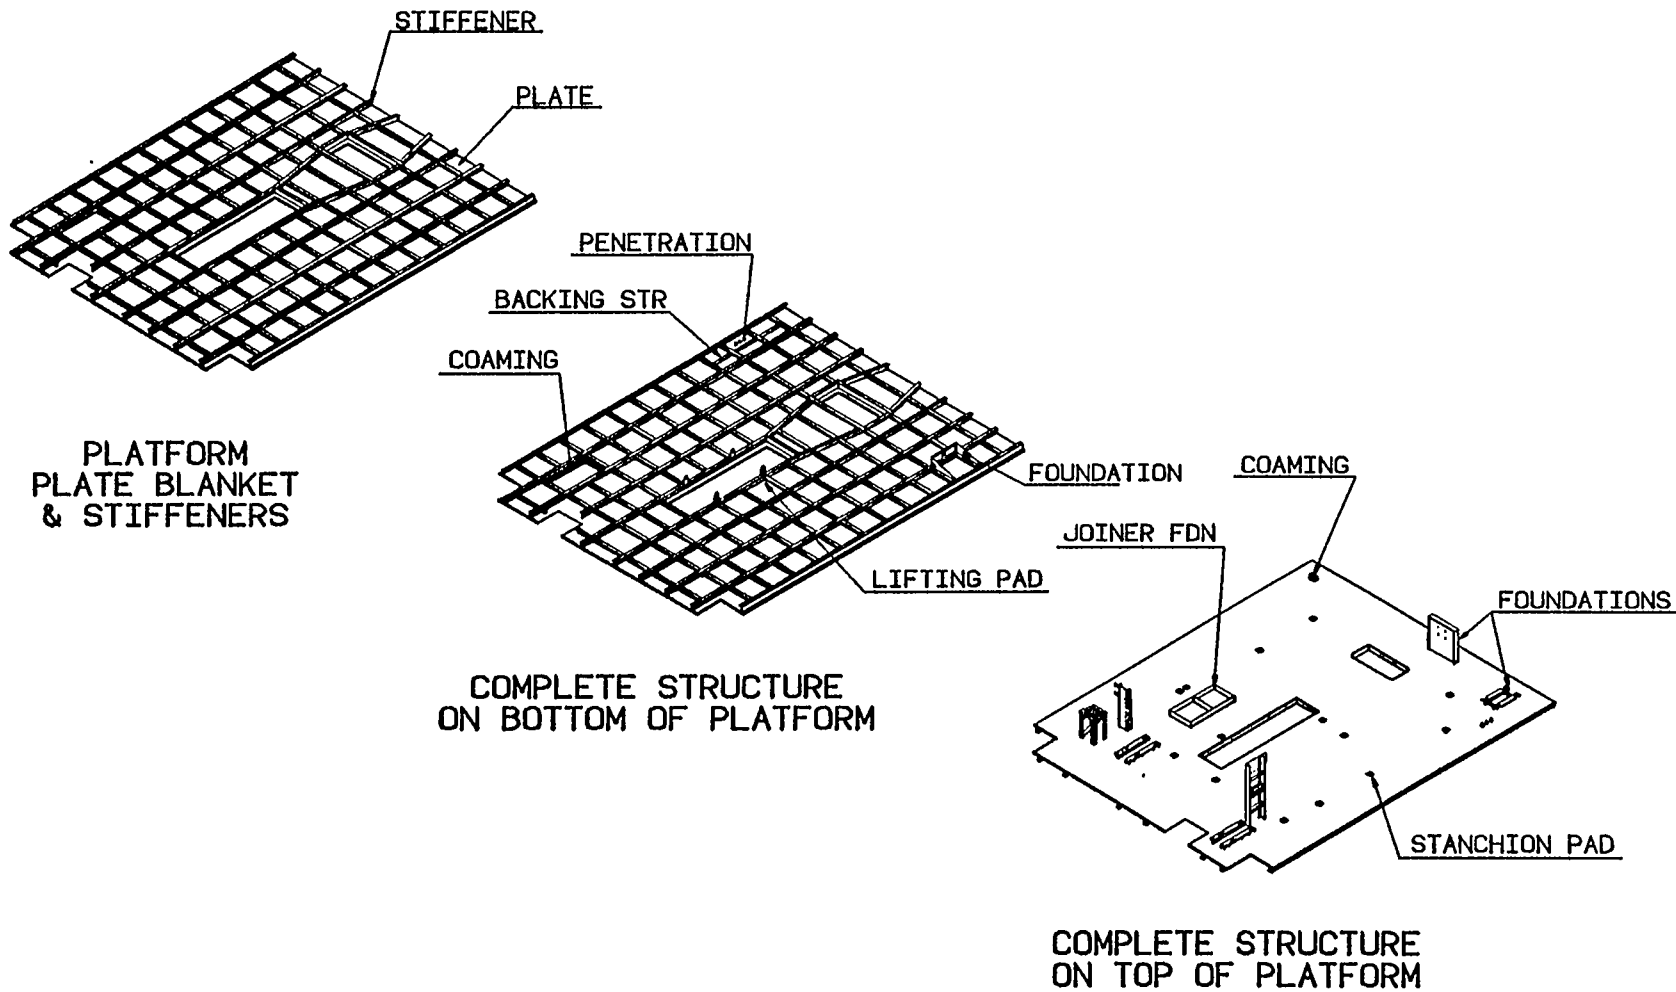 STIFFENER
PLATE
PLATFORM
PLATE BLANKET
& STIFFENERS
PENETRATION
BACKING STR
COAMING
FOUNDATION
LIFTING PAD
COMPLETE STRUCTURE
ON BOTTOM OF PLATFORM
COAMING
JOINER FDN
FOUNDATIONS
STANCHION PAD
COMPLETE STRUCTURE
ON TOP OF PLATFORM